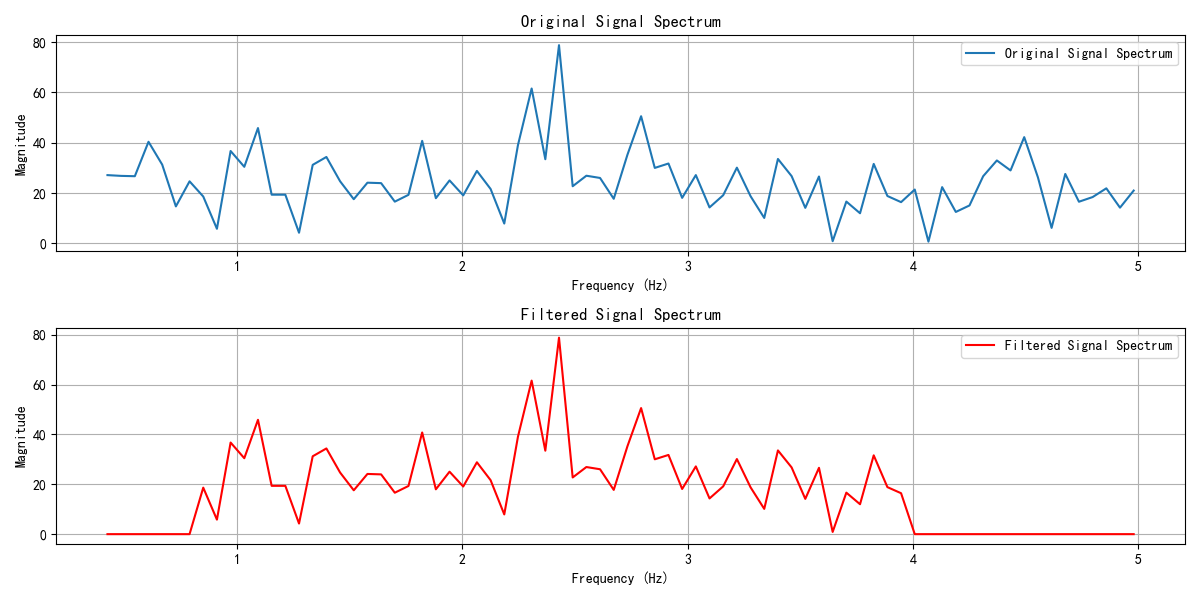 Original Signal Spectrum
80
60
40
20
0
Magnitude
Original Signal Spectrum
1 2 3 4 5
Frequency (Hz)
Filtered Signal Spectrum
80
60
40
20
0
Magnitude
Filtered Signal Spectrum
1 2 3 4 5
Frequency (Hz)